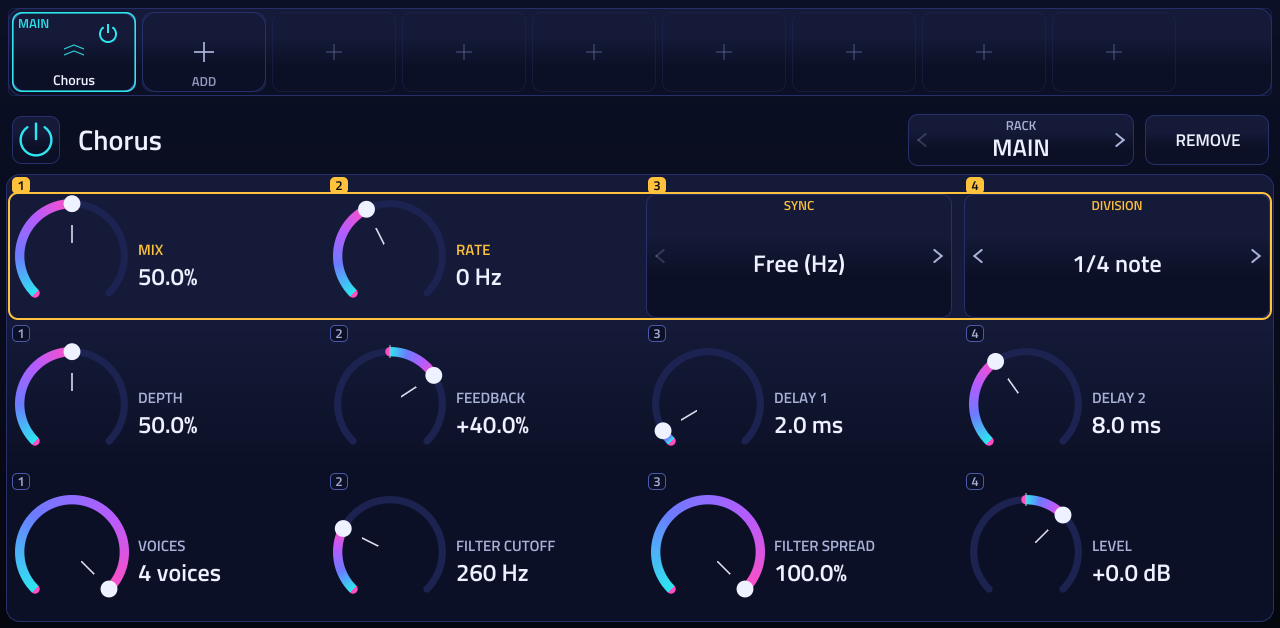 MAIN
Chorus
ADD
Chorus
RACK
MAIN
REMOVE
1
2
3
4
MIX
50.0%
RATE
0 Hz
SYNC
Free (Hz)
DIVISION
1/4 note
1
2
3
4
DEPTH
50.0%
FEEDBACK
+40.0%
DELAY 1
2.0 ms
DELAY 2
8.0 ms
1
2
3
4
VOICES
4 voices
FILTER CUTOFF
260 Hz
FILTER SPREAD
100.0%
LEVEL
+0.0 dB